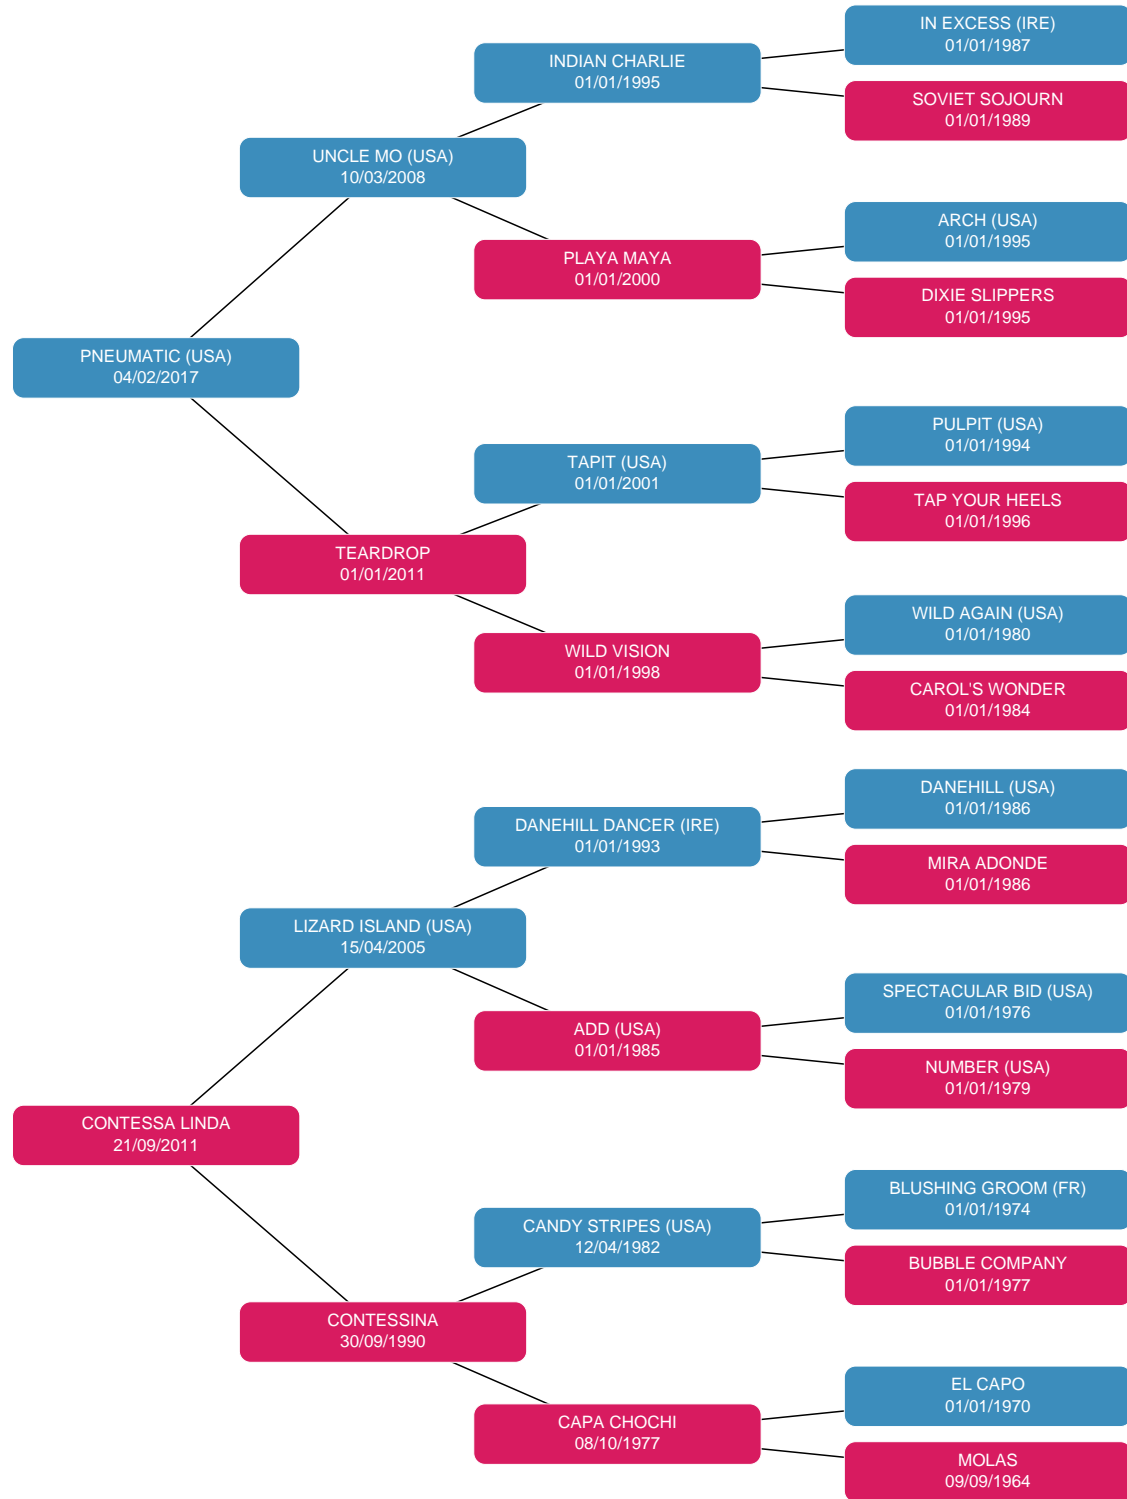 IN EXCESS (IRE)
01/01/1987
INDIAN CHARLIE
01/01/1995
SOVIET SOJOURN
01/01/1989
UNCLE MO (USA)
10/03/2008
ARCH (USA)
01/01/1995
PLAYA MAYA
01/01/2000
DIXIE SLIPPERS
01/01/1995
PNEUMATIC (USA)
04/02/2017
PULPIT (USA)
01/01/1994
TAPIT (USA)
01/01/2001
TAP YOUR HEELS
01/01/1996
TEARDROP
01/01/2011
WILD AGAIN (USA)
01/01/1980
WILD VISION
01/01/1998
CAROL'S WONDER
01/01/1984
DANEHILL (USA)
01/01/1986
DANEHILL DANCER (IRE)
01/01/1993
MIRA ADONDE
01/01/1986
LIZARD ISLAND (USA)
15/04/2005
SPECTACULAR BID (USA)
01/01/1976
ADD (USA)
01/01/1985
NUMBER (USA)
01/01/1979
CONTESSA LINDA
21/09/2011
BLUSHING GROOM (FR)
01/01/1974
CANDY STRIPES (USA)
12/04/1982
BUBBLE COMPANY
01/01/1977
CONTESSINA
30/09/1990
EL CAPO
01/01/1970
CAPA CHOCHI
08/10/1977
MOLAS
09/09/1964